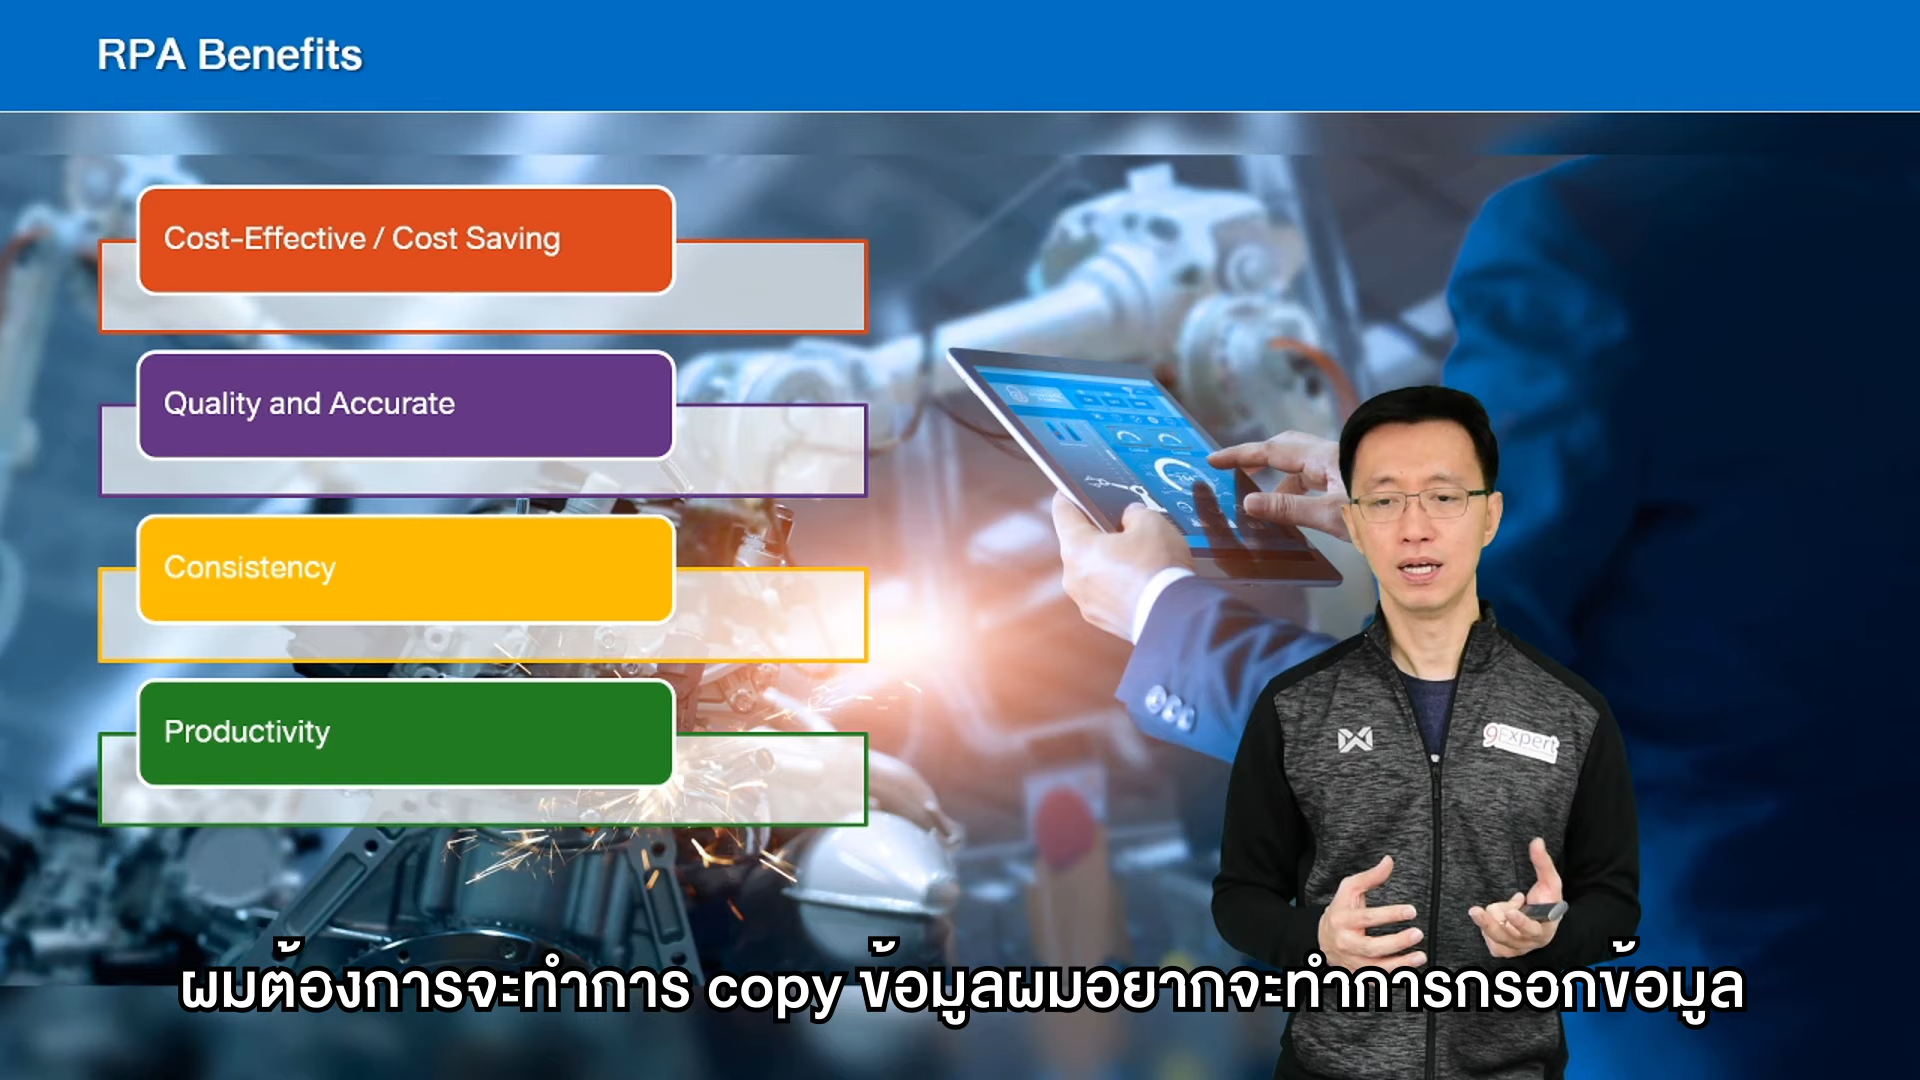 RPA Benefits
Cost-Effective / Cost Saving
Quality and Accurate
Consistency
Productivity
9Expert
ผมต้องการจะทำการ copy ข้อมูลผมอยากจะทำการกรอกข้อมูล